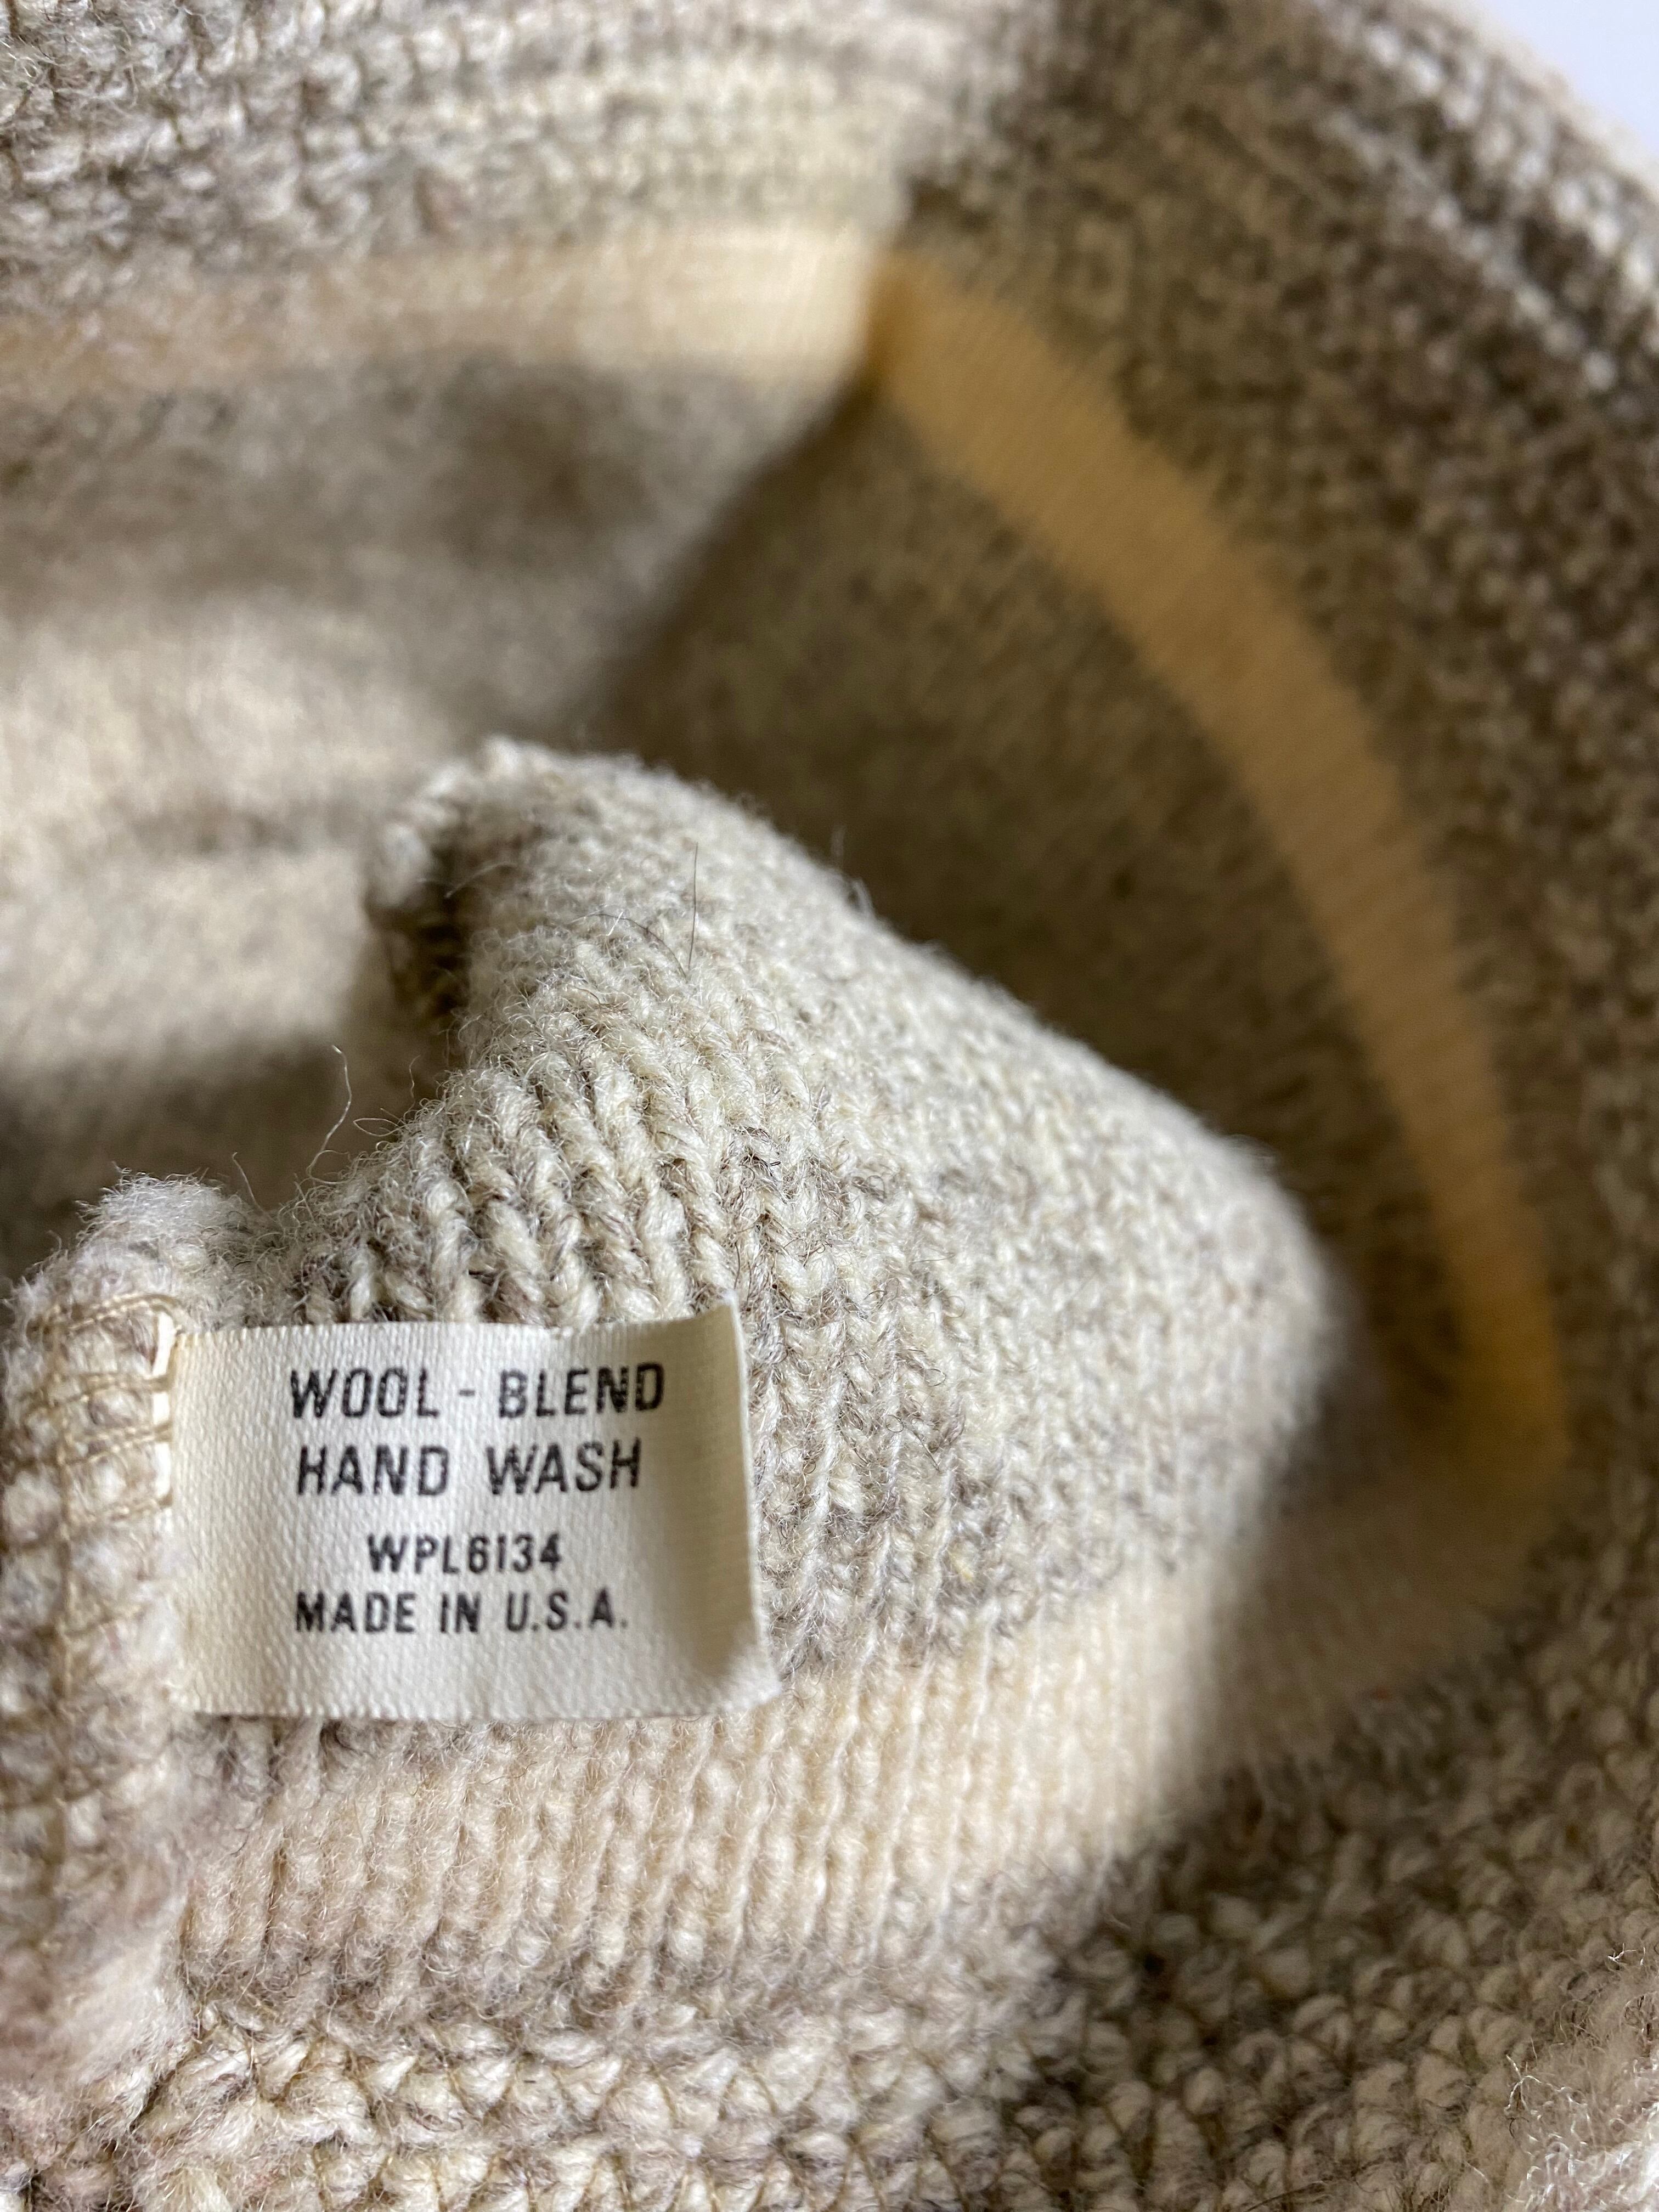 WOOL - BLEND
HAND WASH
WPL6134
MADE IN U.S.A.